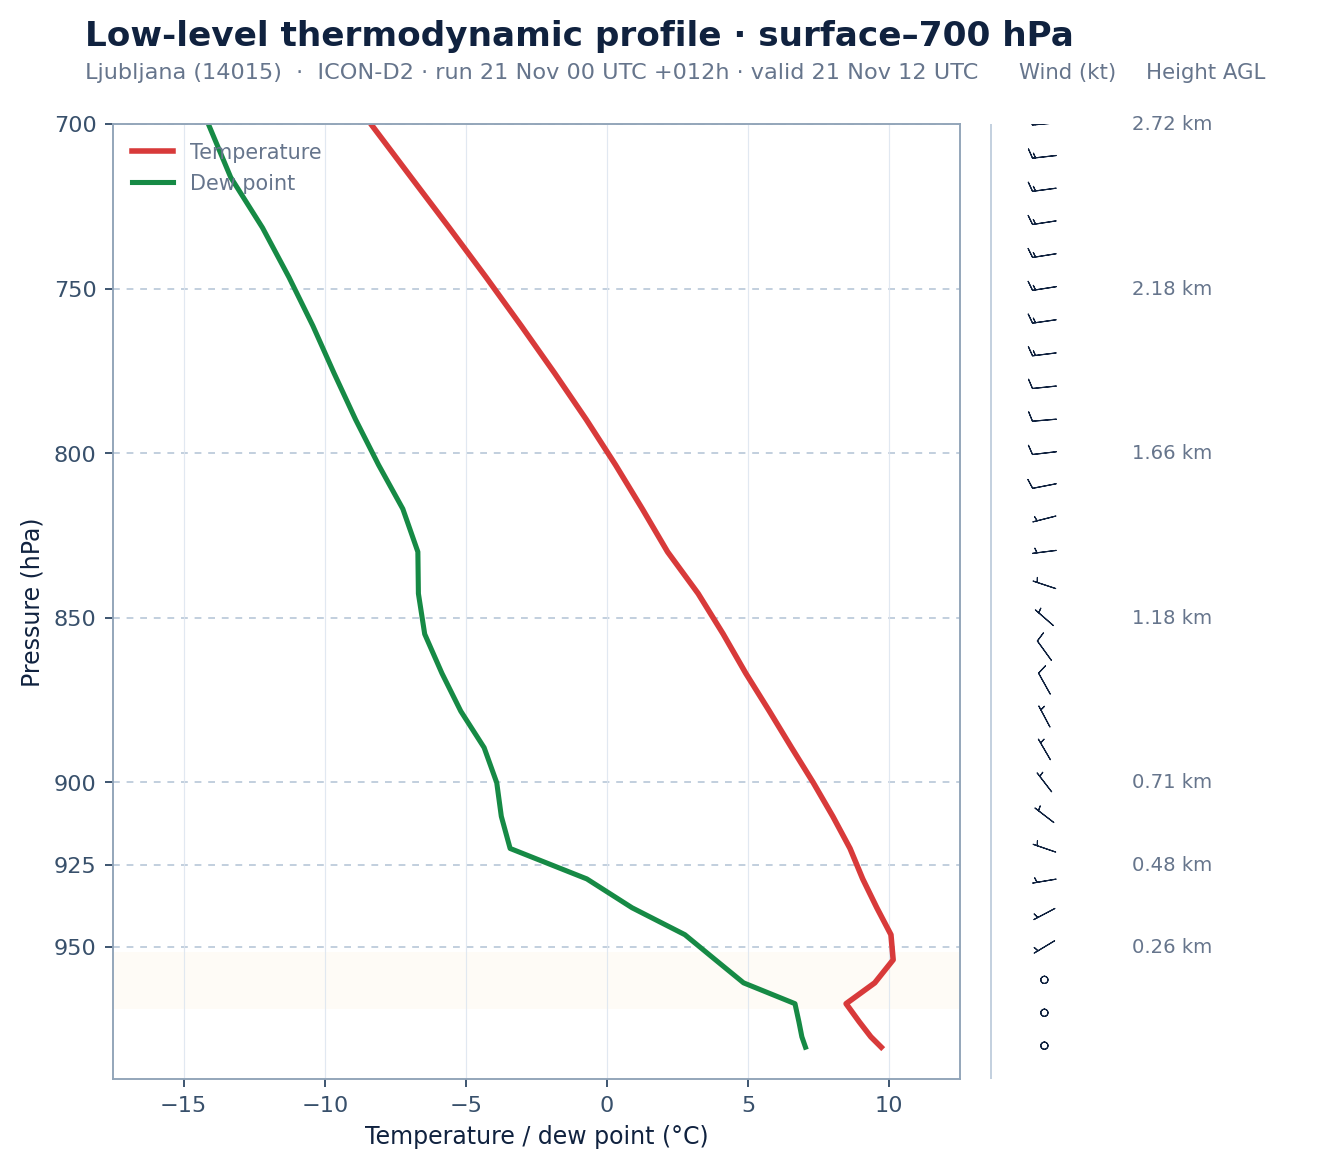 Low-level thermodynamic profile · surface–700 hPa
Ljubljana (14015)  ·  ICON-D2 · run 21 Nov 00 UTC +012h · valid 21 Nov 12 UTC
Wind (kt)
Height AGL
Temperature
Dew point
700
750
800
850
900
925
950
Pressure (hPa)
−15
−10
−5
0
5
10
Temperature / dew point (°C)
2.72 km
2.18 km
1.66 km
1.18 km
0.71 km
0.48 km
0.26 km